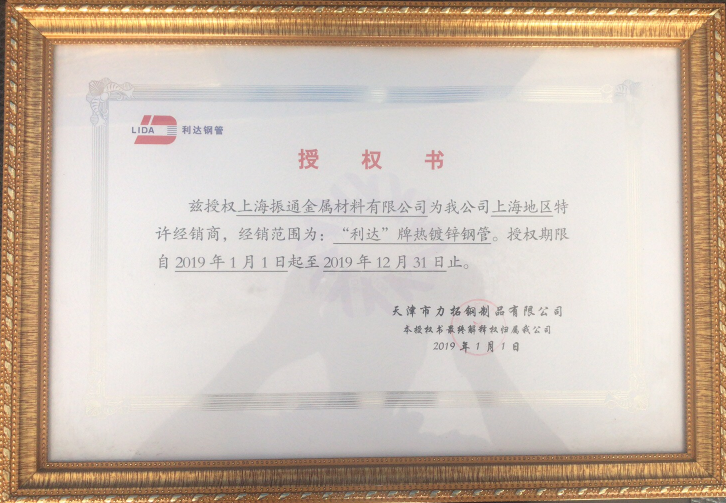 LIDA 利达钢管
授权书
兹授权上海振通金属材料有限公司为我公司上海地区特
许经销商，经销范围为：“利达”牌热镀锌钢管。授权期限
自2019年1月1日起至2019年12月31日止。
天津市力拓钢制品有限公司
本授权书最终解释权归属我公司
2019年1月1日